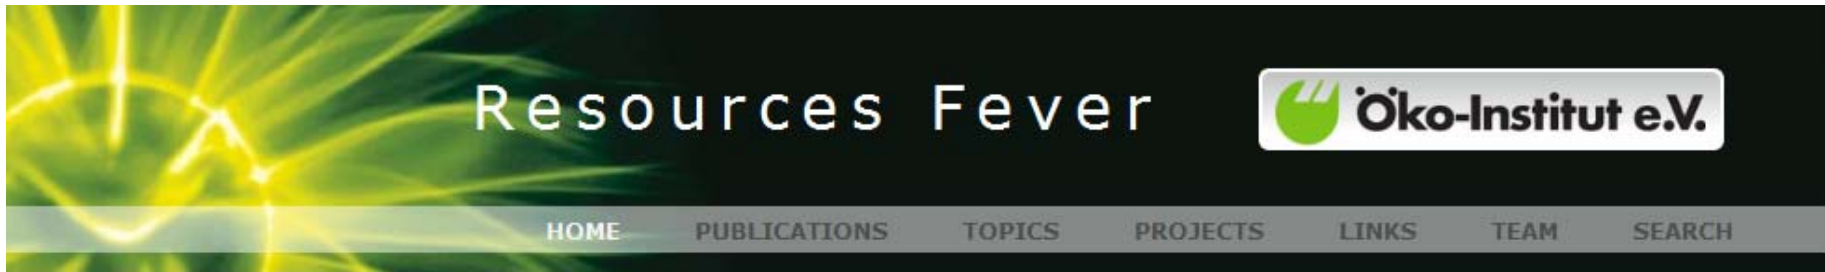 Resources Fever
Öko-Institut e.V.
HOME PUBLICATIONS TOPICS PROJECTS LINKS TEAM SEARCH